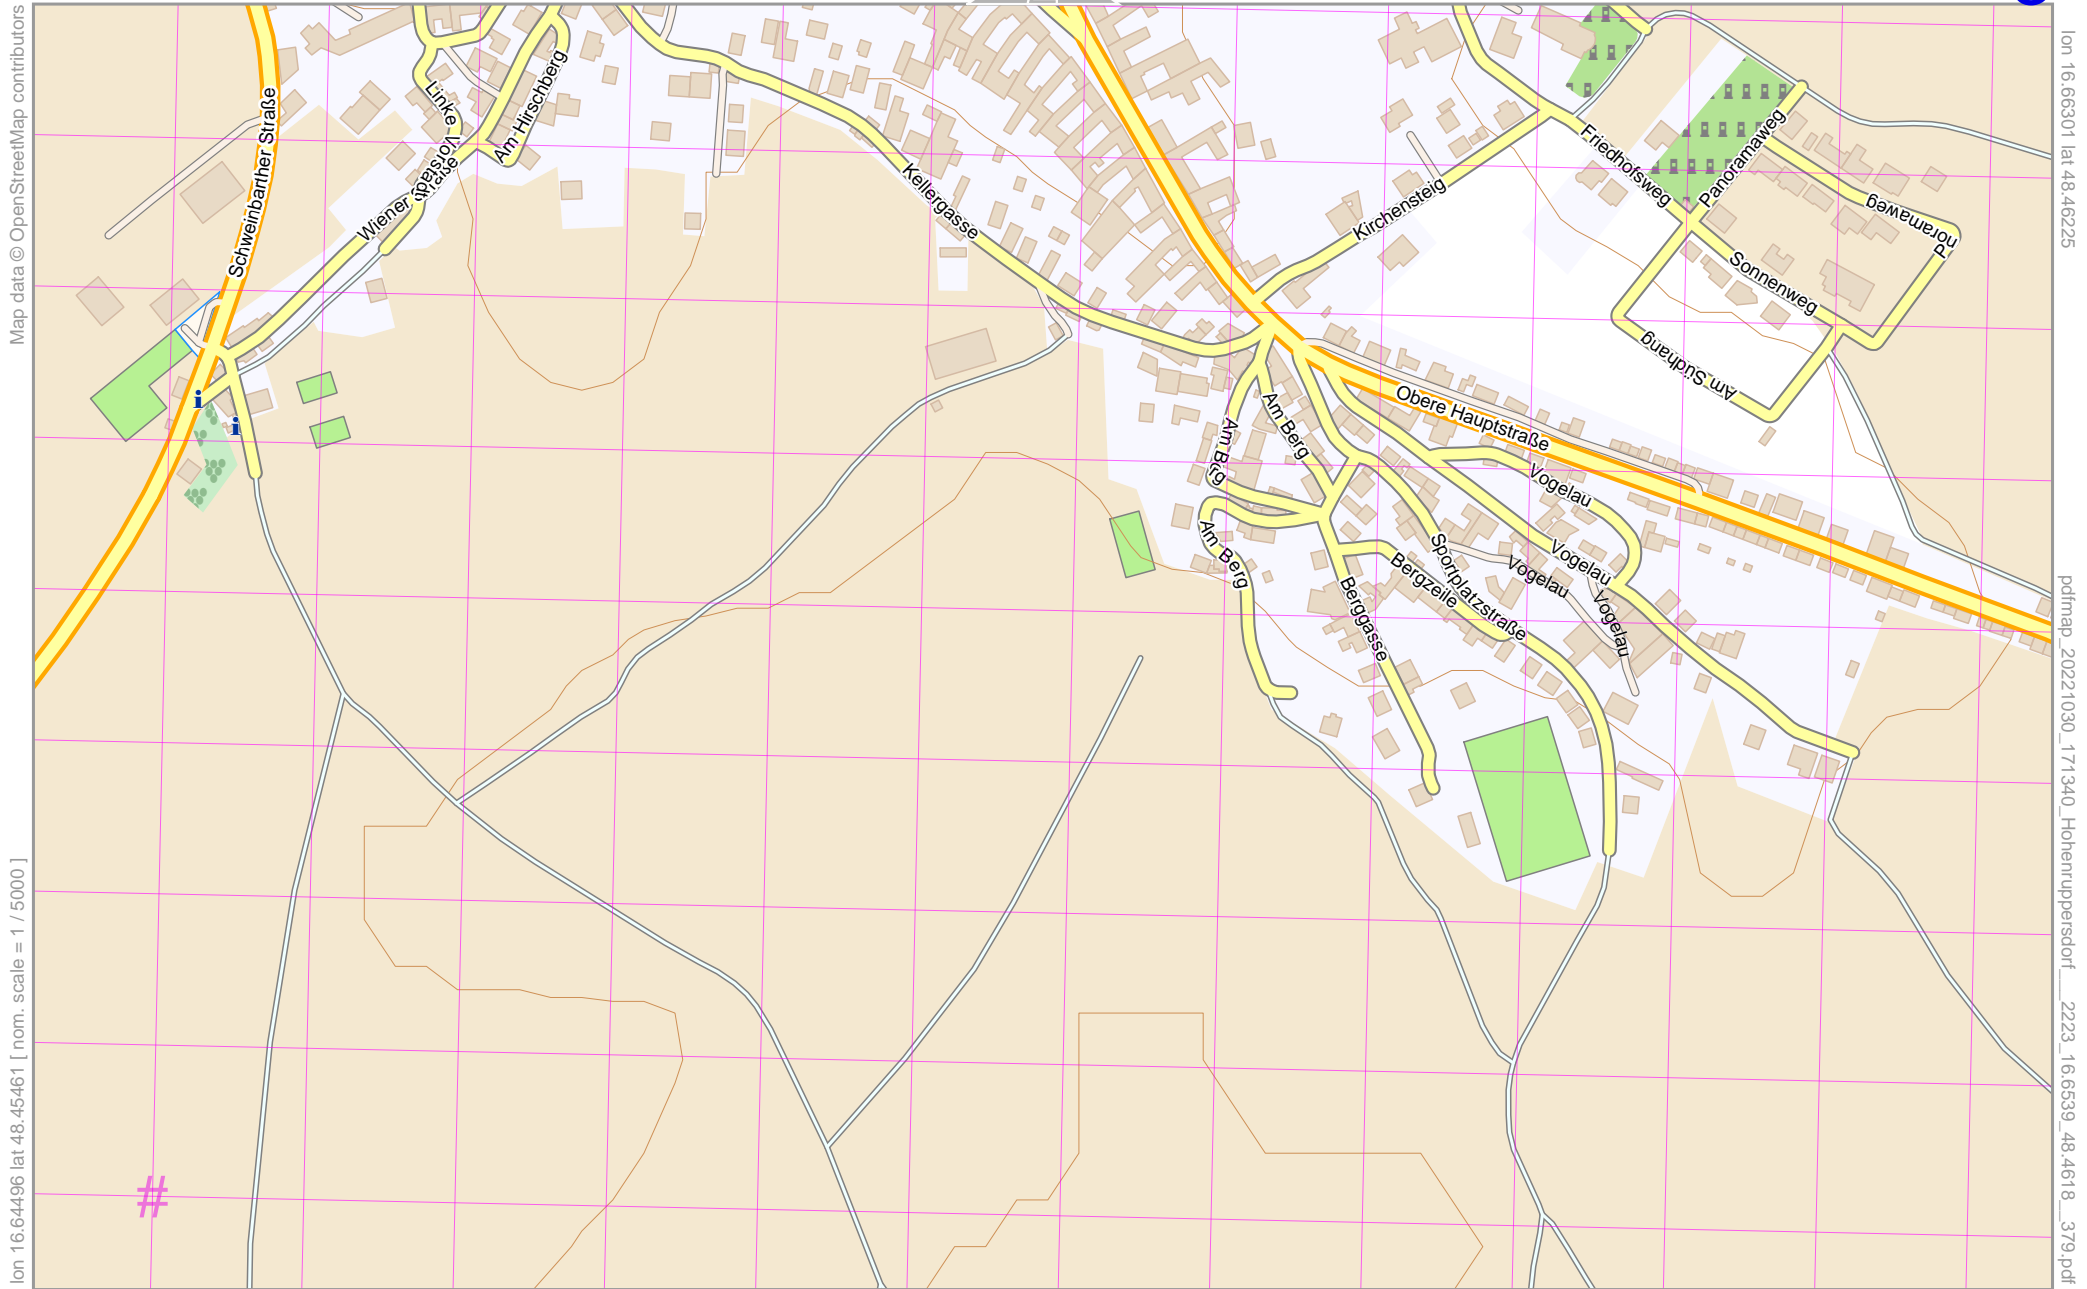 Map data © OpenStreetMap contributors
lon 16.64496 lat 48.45461 [ nom. scale = 1 / 5000 ]
lon 16.66301 lat 48.46225
pdfmap_20221030_171340_Hohenruppersdorf___2223_16.6539_48.4618__379.pdf
Schweinbarther Straße
Linke Vorstadt
Am Hirschberg
Wiener Straße
Kellergasse
Kirchensteig
Friedhofsweg
Panoramaweg
Panoramaweg
Sonnenweg
Am Südhang
Obere Hauptstraße
Am Berg
Am Berg
Am Berg
Vogelau
Vogelau
Vogelau
Vogelau
Sportplatzstraße
Bergzeile
Berggasse
i
i
#